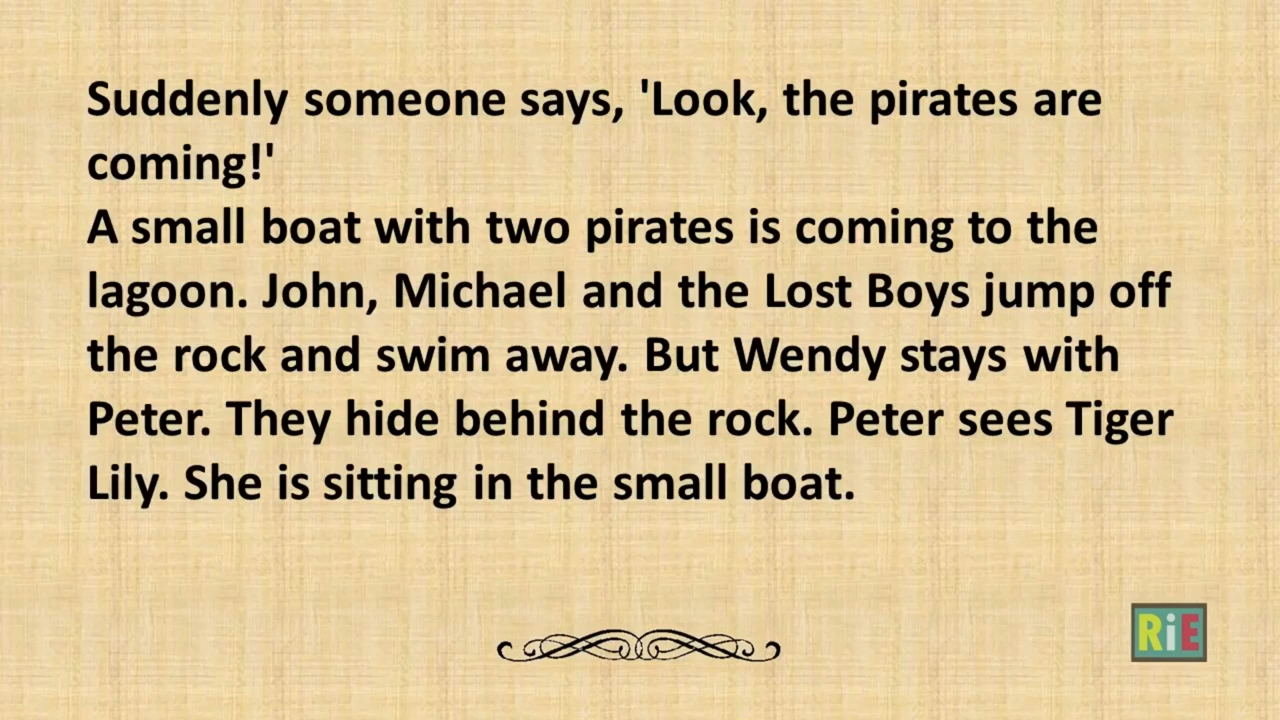 Suddenly someone says, 'Look, the pirates are
coming!'
A small boat with two pirates is coming to the
lagoon. John, Michael and the Lost Boys jump off
the rock and swim away. But Wendy stays with
Peter. They hide behind the rock. Peter sees Tiger
Lily. She is sitting in the small boat.
RiE